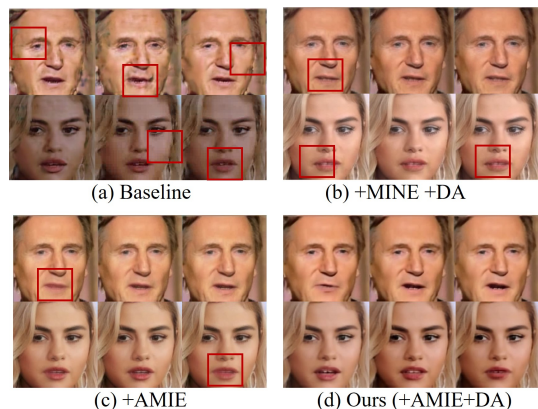 (a) Baseline
(b) +MINE +DA
(c) +AMIE
(d) Ours (+AMIE+DA)